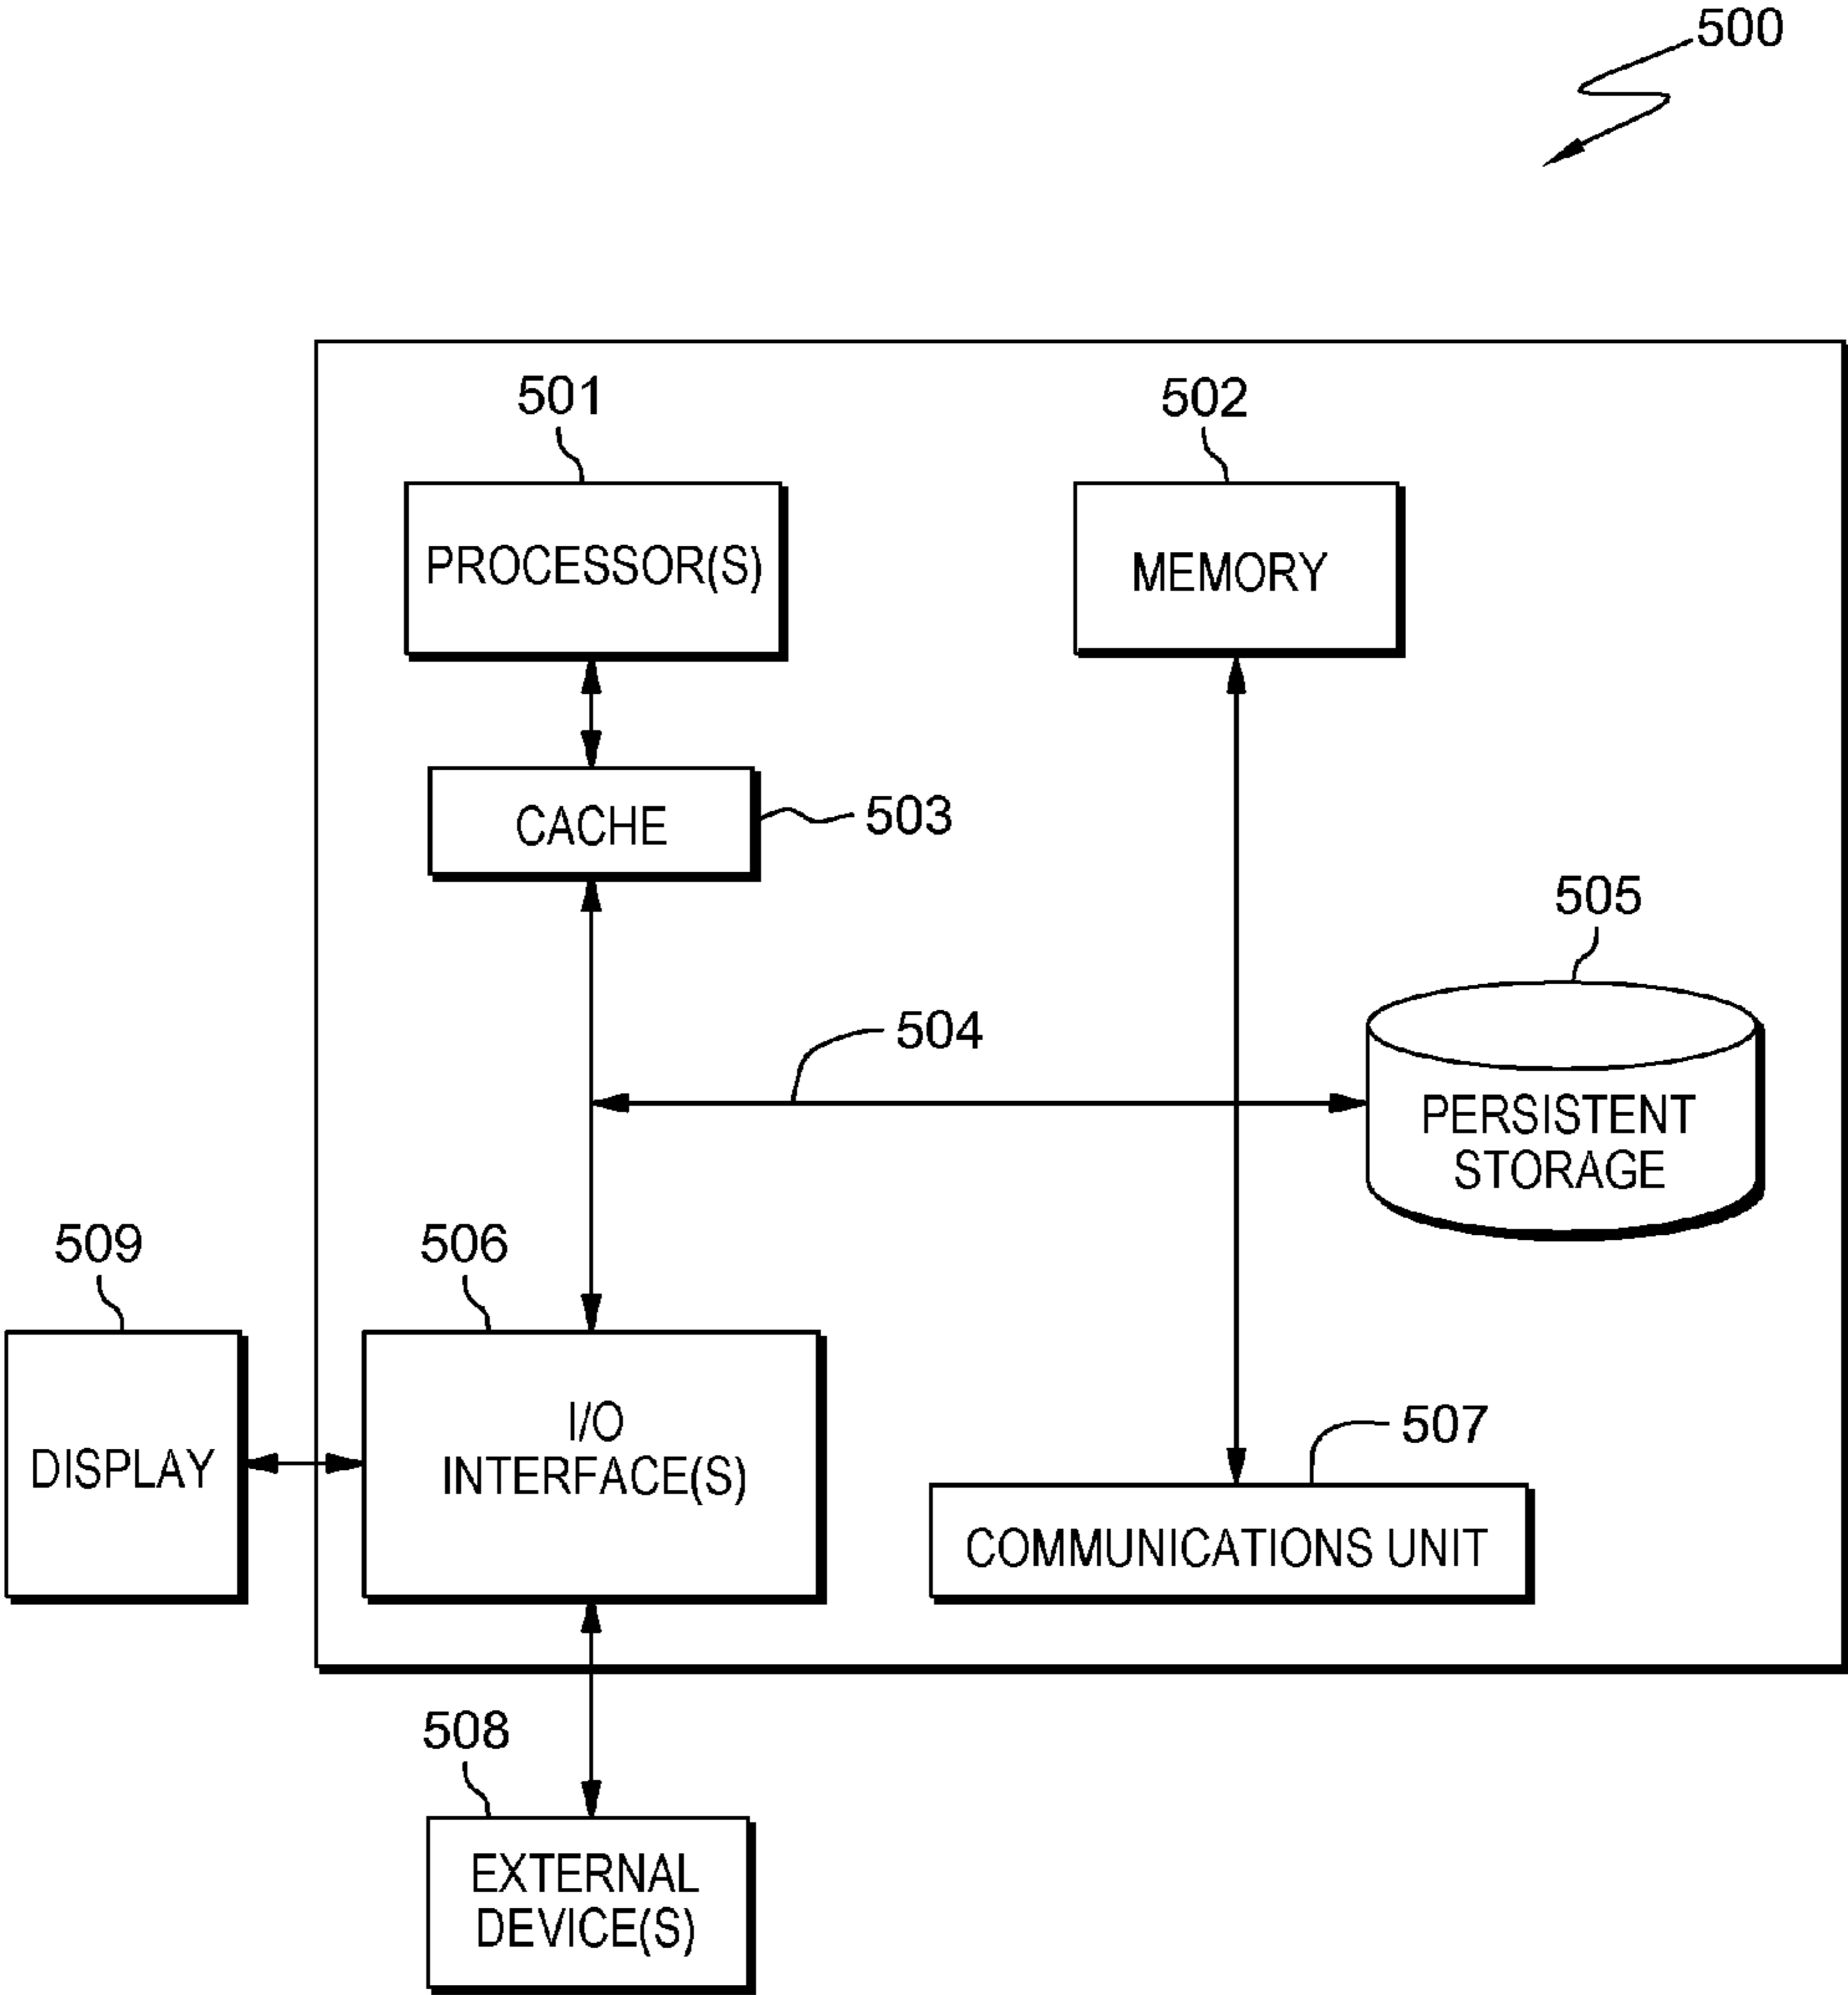 500
501
502
PROCESSOR(S)
MEMORY
CACHE
503
505
504
PERSISTENT
STORAGE
509
506
I/O
INTERFACE(S)
DISPLAY
507
COMMUNICATIONS UNIT
508
EXTERNAL
DEVICE(S)